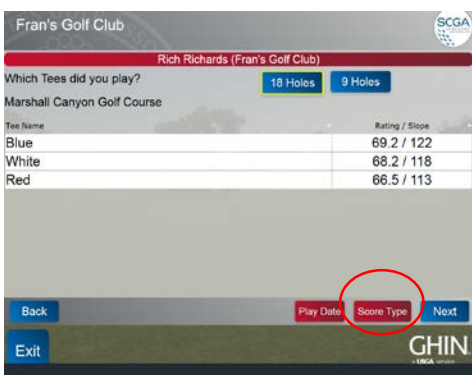 Fran's Golf Club
SCGA
Rich Richards (Fran's Golf Club)
Which Tees did you play?
18 Holes
9 Holes
Marshall Canyon Golf Course
Tee Name
Rating / Slope
Blue
69.2 / 122
White
68.2 / 118
Red
66.5 / 113
Back
Play Date
Score Type
Next
Exit
GHIN
a USGA service